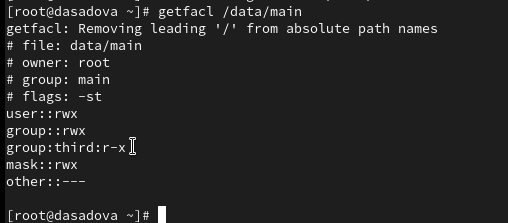 [root@dasadova ~]# getfacl /data/main
getfacl: Removing leading '/' from absolute path names
# file: data/main
# owner: root
# group: main
# flags: -st
user::rwx
group::rwx
group:third:r-x
mask::rwx
other::---
[root@dasadova ~]#